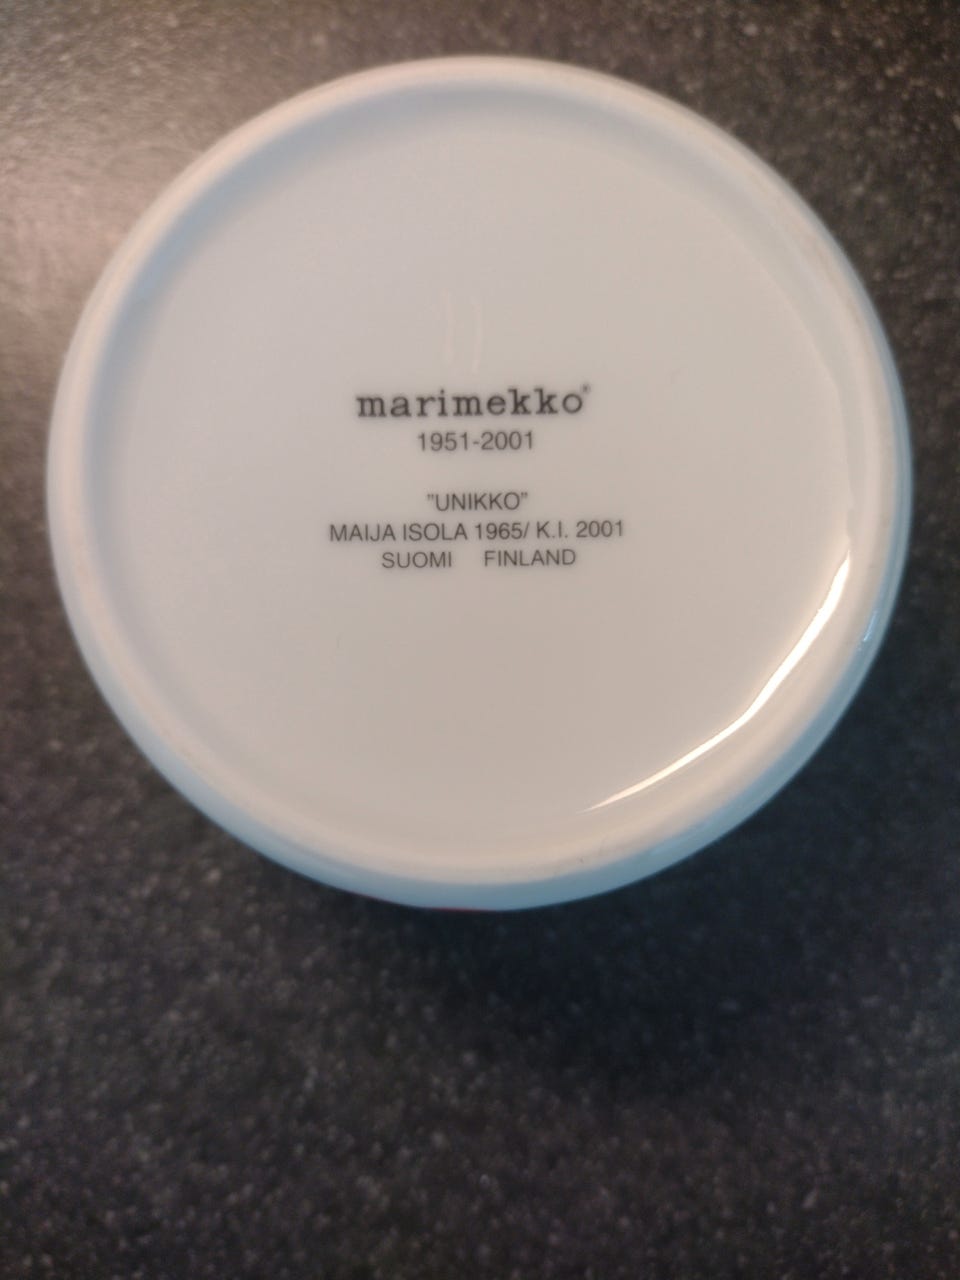 marimekko®
1951-2001
"UNIKKO"
MAIJA ISOLA 1965/ K.I. 2001
SUOMI FINLAND